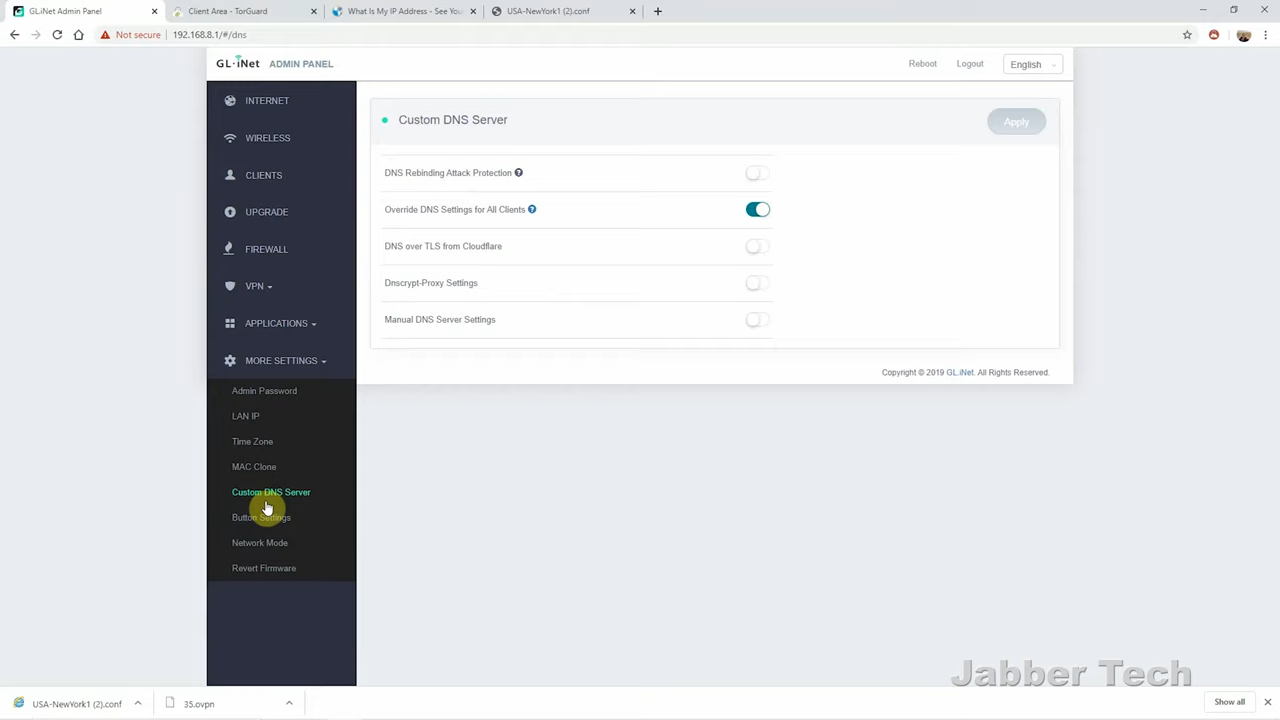 GL.iNet Admin Panel
Client Area - TorGuard
What Is My IP Address - See You
USA-NewYork1 (2).conf
Not secure
192.168.8.1/#/dns
GL·iNet ADMIN PANEL
Reboot
Logout
English
INTERNET
WIRELESS
CLIENTS
UPGRADE
FIREWALL
VPN
APPLICATIONS
MORE SETTINGS
Admin Password
LAN IP
Time Zone
MAC Clone
Custom DNS Server
Button Settings
Network Mode
Revert Firmware
Custom DNS Server
Apply
DNS Rebinding Attack Protection
Override DNS Settings for All Clients
DNS over TLS from Cloudflare
Dnscrypt-Proxy Settings
Manual DNS Server Settings
Copyright © 2019 GL.iNet. All Rights Reserved.
Jabber Tech
USA-NewYork1 (2).conf
35.ovpn
Show all